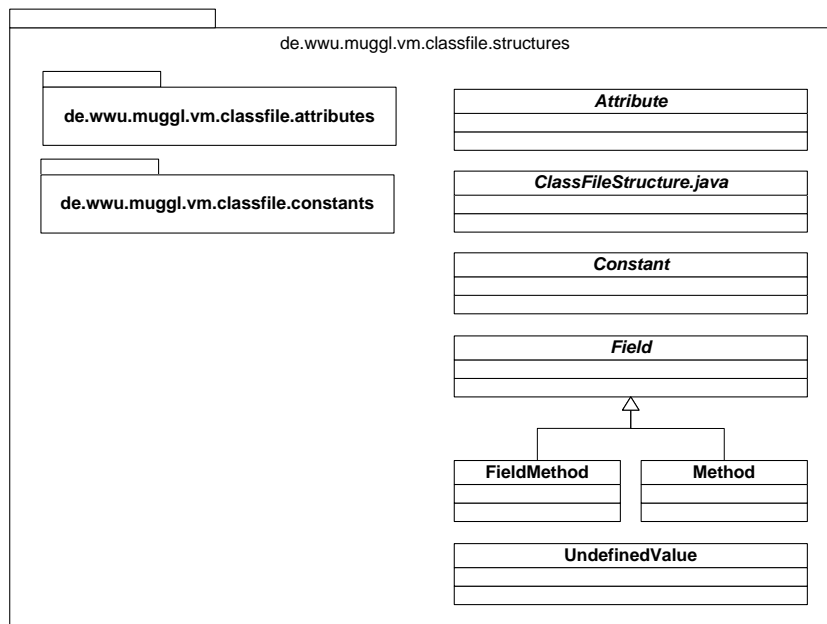 de.wwu.muggl.vm.classfile.structures
de.wwu.muggl.vm.classfile.attributes
de.wwu.muggl.vm.classfile.constants
Attribute
ClassFileStructure.java
Constant
Field
FieldMethod
Method
UndefinedValue